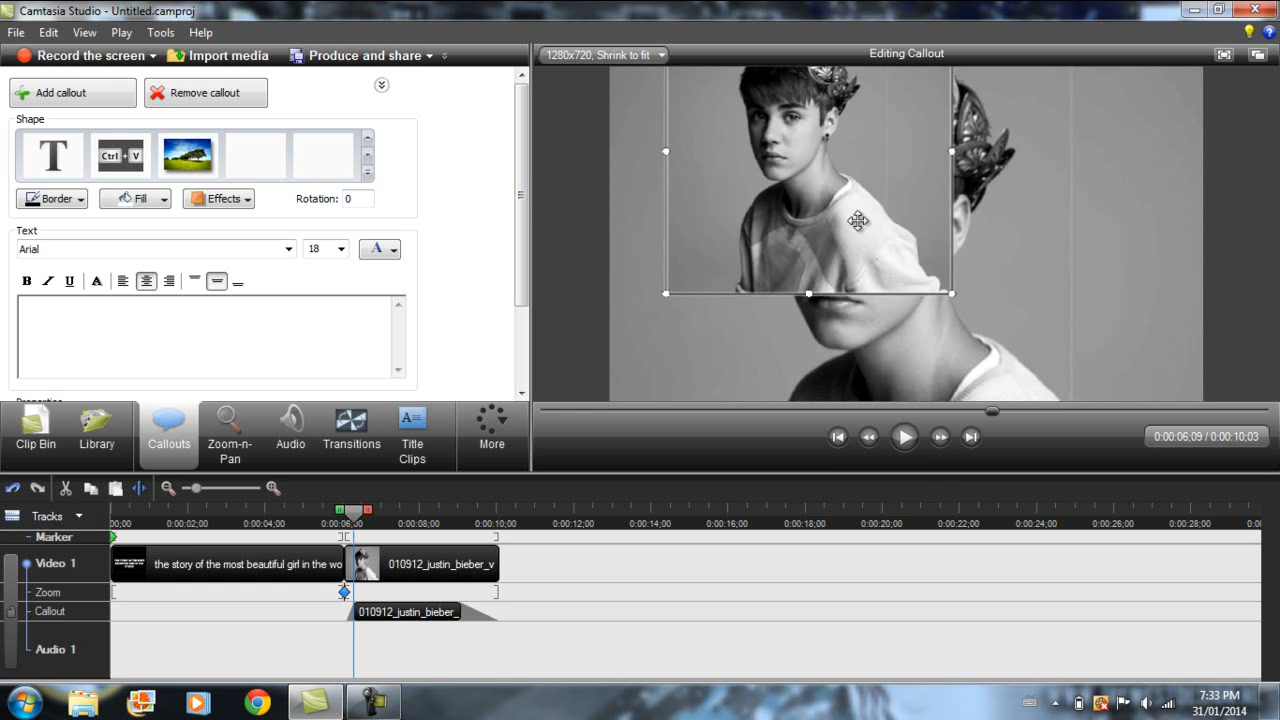 Camtasia Studio - Untitled.camproj
File Edit View Play Tools Help
Record the screen Import media Produce and share
1280x720, Shrink to fit
Editing Callout
Add callout
Remove callout
Shape
T
Ctrl + V
Border
Fill
Effects
Rotation: 0
Text
Arial
18
A
B I U A
Clip Bin
Library
Callouts
Zoom-n-Pan
Audio
Transitions
A=
Title Clips
More
0:00:06;09 / 0:00:10;03
Tracks
00;00 0:00:02;00 0:00:04;00 0:00:06;00 0:00:08;00 0:00:10;00 0:00:12;00 0:00:14;00 0:00:16;00 0:00:18;00 0:00:20;00 0:00:22;00 0:00:24;00 0:00:26;00 0:00:28;00 0:00
Marker
Video 1
the story of the most beautiful girl in the wo
010912_justin_bieber_v
Zoom
Callout
010912_justin_bieber_
Audio 1
7:33 PM
31/01/2014